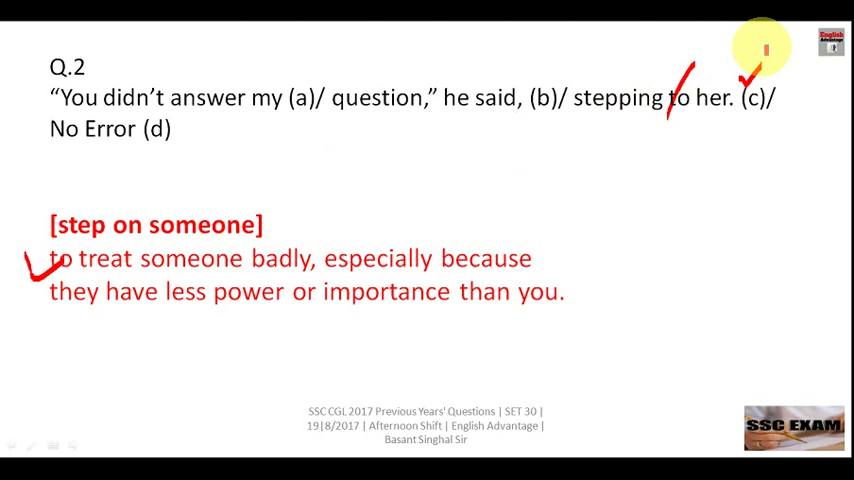 English
Advantage
Q.2
“You didn’t answer my (a)/ question,” he said, (b)/ stepping to her. (c)/
No Error (d)
[step on someone]
to treat someone badly, especially because
they have less power or importance than you.
SSC CGL 2017 Previous Years' Questions | SET 30 |
19|8/2017 | Afternoon Shift | English Advantage |
Basant Singhal Sir
SSC EXAM